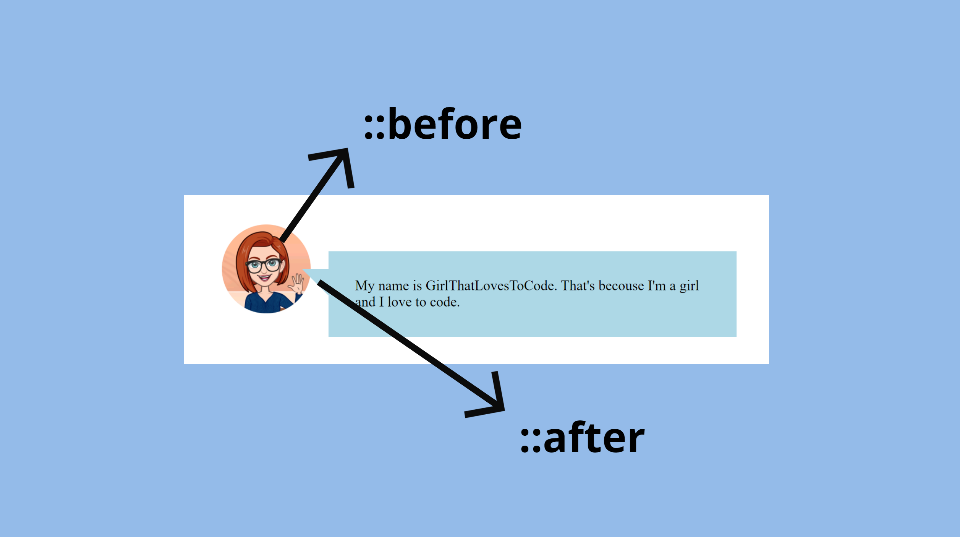 ::before
My name is GirlThatLovesToCode. That's becouse I'm a girl
and I love to code.
::after